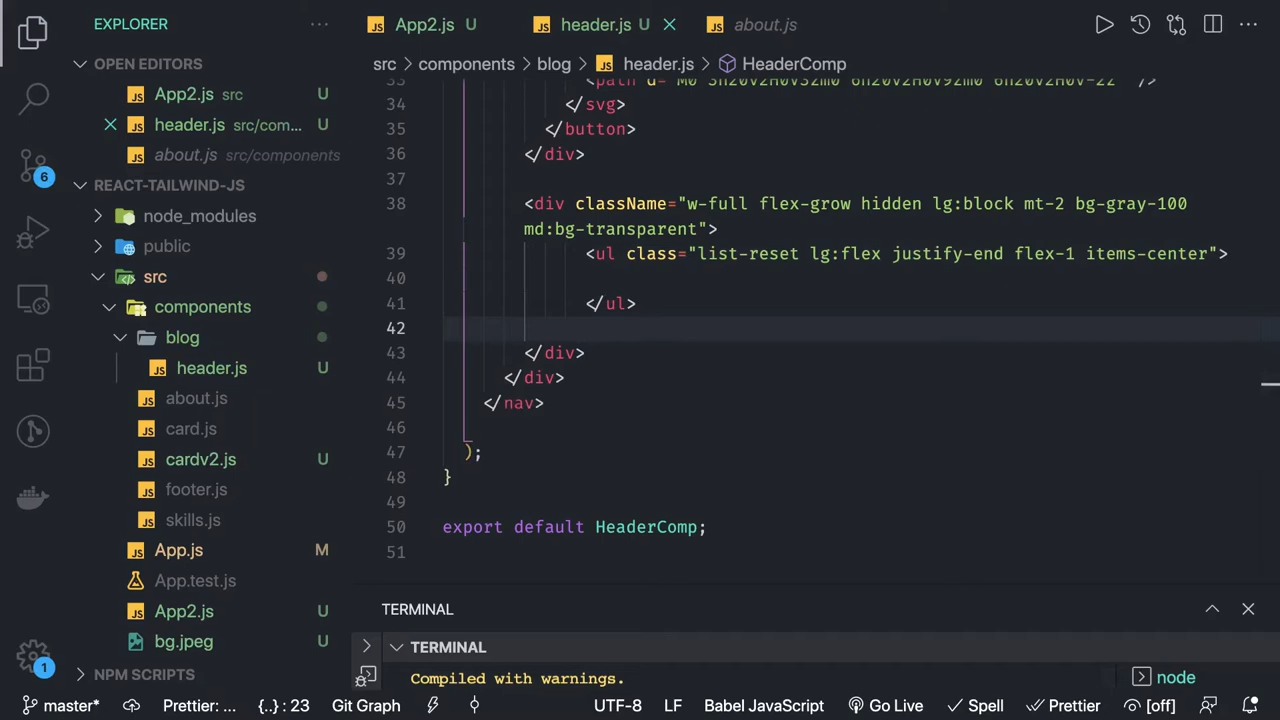 EXPLORER
OPEN EDITORS
App2.js src U
header.js src/com... U
about.js src/components
REACT-TAILWIND-JS
node_modules
public
src
components
blog
header.js U
about.js
card.js
cardv2.js U
footer.js
skills.js
App.js M
App.test.js
App2.js U
bg.jpeg U
NPM SCRIPTS
6
1
App2.js U header.js U about.js
src components blog header.js HeaderComp
34 </svg>
35 </button>
36 </div>
37
38 <div className="w-full flex-grow hidden lg:block mt-2 bg-gray-100
md:bg-transparent">
39 <ul class="list-reset lg:flex justify-end flex-1 items-center">
40
41 </ul>
42
43 </div>
44 </div>
45 </nav>
46
47 );
48 }
49
50 export default HeaderComp;
51
TERMINAL
TERMINAL
Compiled with warnings.
node
master* Prettier: ... {..} : 23 Git Graph UTF-8 LF Babel JavaScript Go Live Spell Prettier [off]